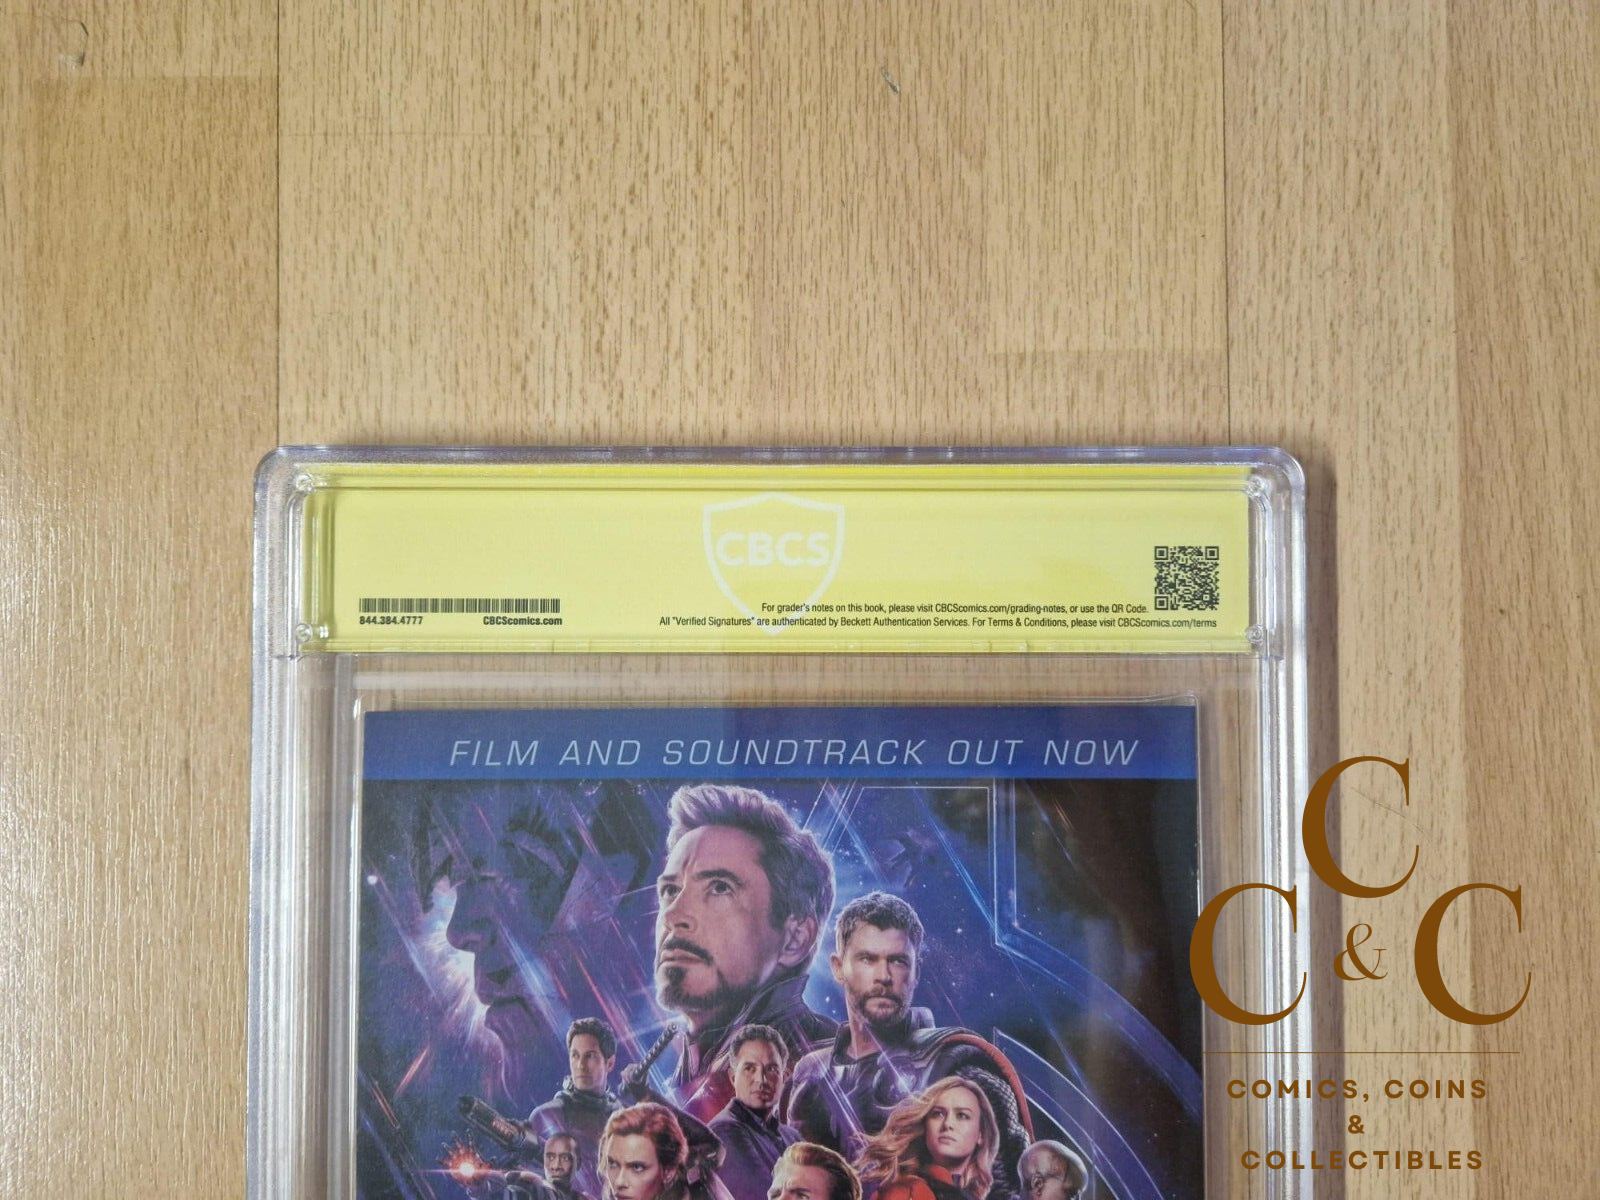 CBCS
For grader's notes on this book, please visit CBCScomics.com/grading-notes, or use the QR Code.
844.384.4777 CBCScomics.com
All "Verified Signatures" are authenticated by Beckett Authentication Services. For Terms & Conditions, please visit CBCScomics.com/terms
FILM AND SOUNDTRACK OUT NOW
C
C & C
COMICS, COINS
&
COLLECTIBLES